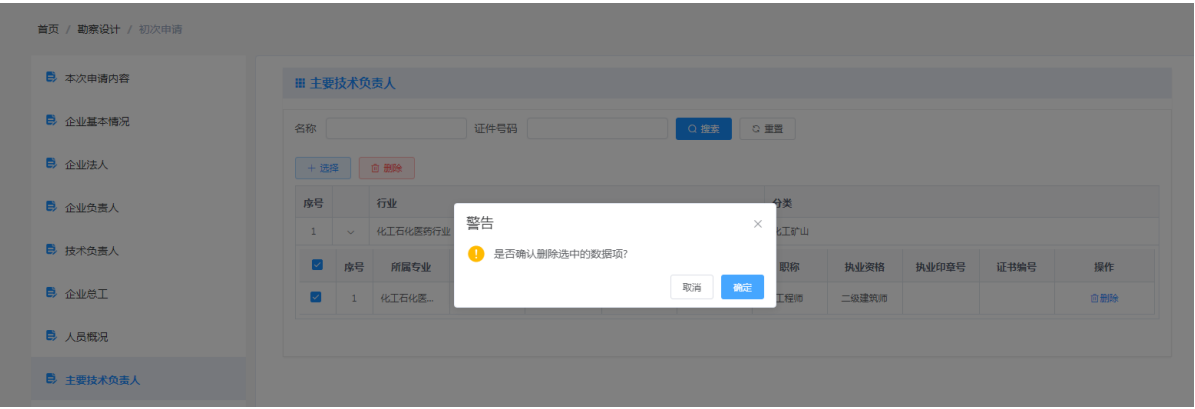 首页 / 勘察设计 / 初次申请
本次申请内容
企业基本情况
企业法人
企业负责人
技术负责人
企业总工
人员概况
主要技术负责人
主要技术负责人
名称 证件号码 搜索 重置
+ 选择 删除
序号 行业 分类
1 化工石化医药行业 化工矿山
序号 所属专业 职称 执业资格 执业印章号 证书编号 操作
1 化工石化医... 工程师 二级建筑师 删除
警告
是否确认删除选中的数据项?
取消 确定